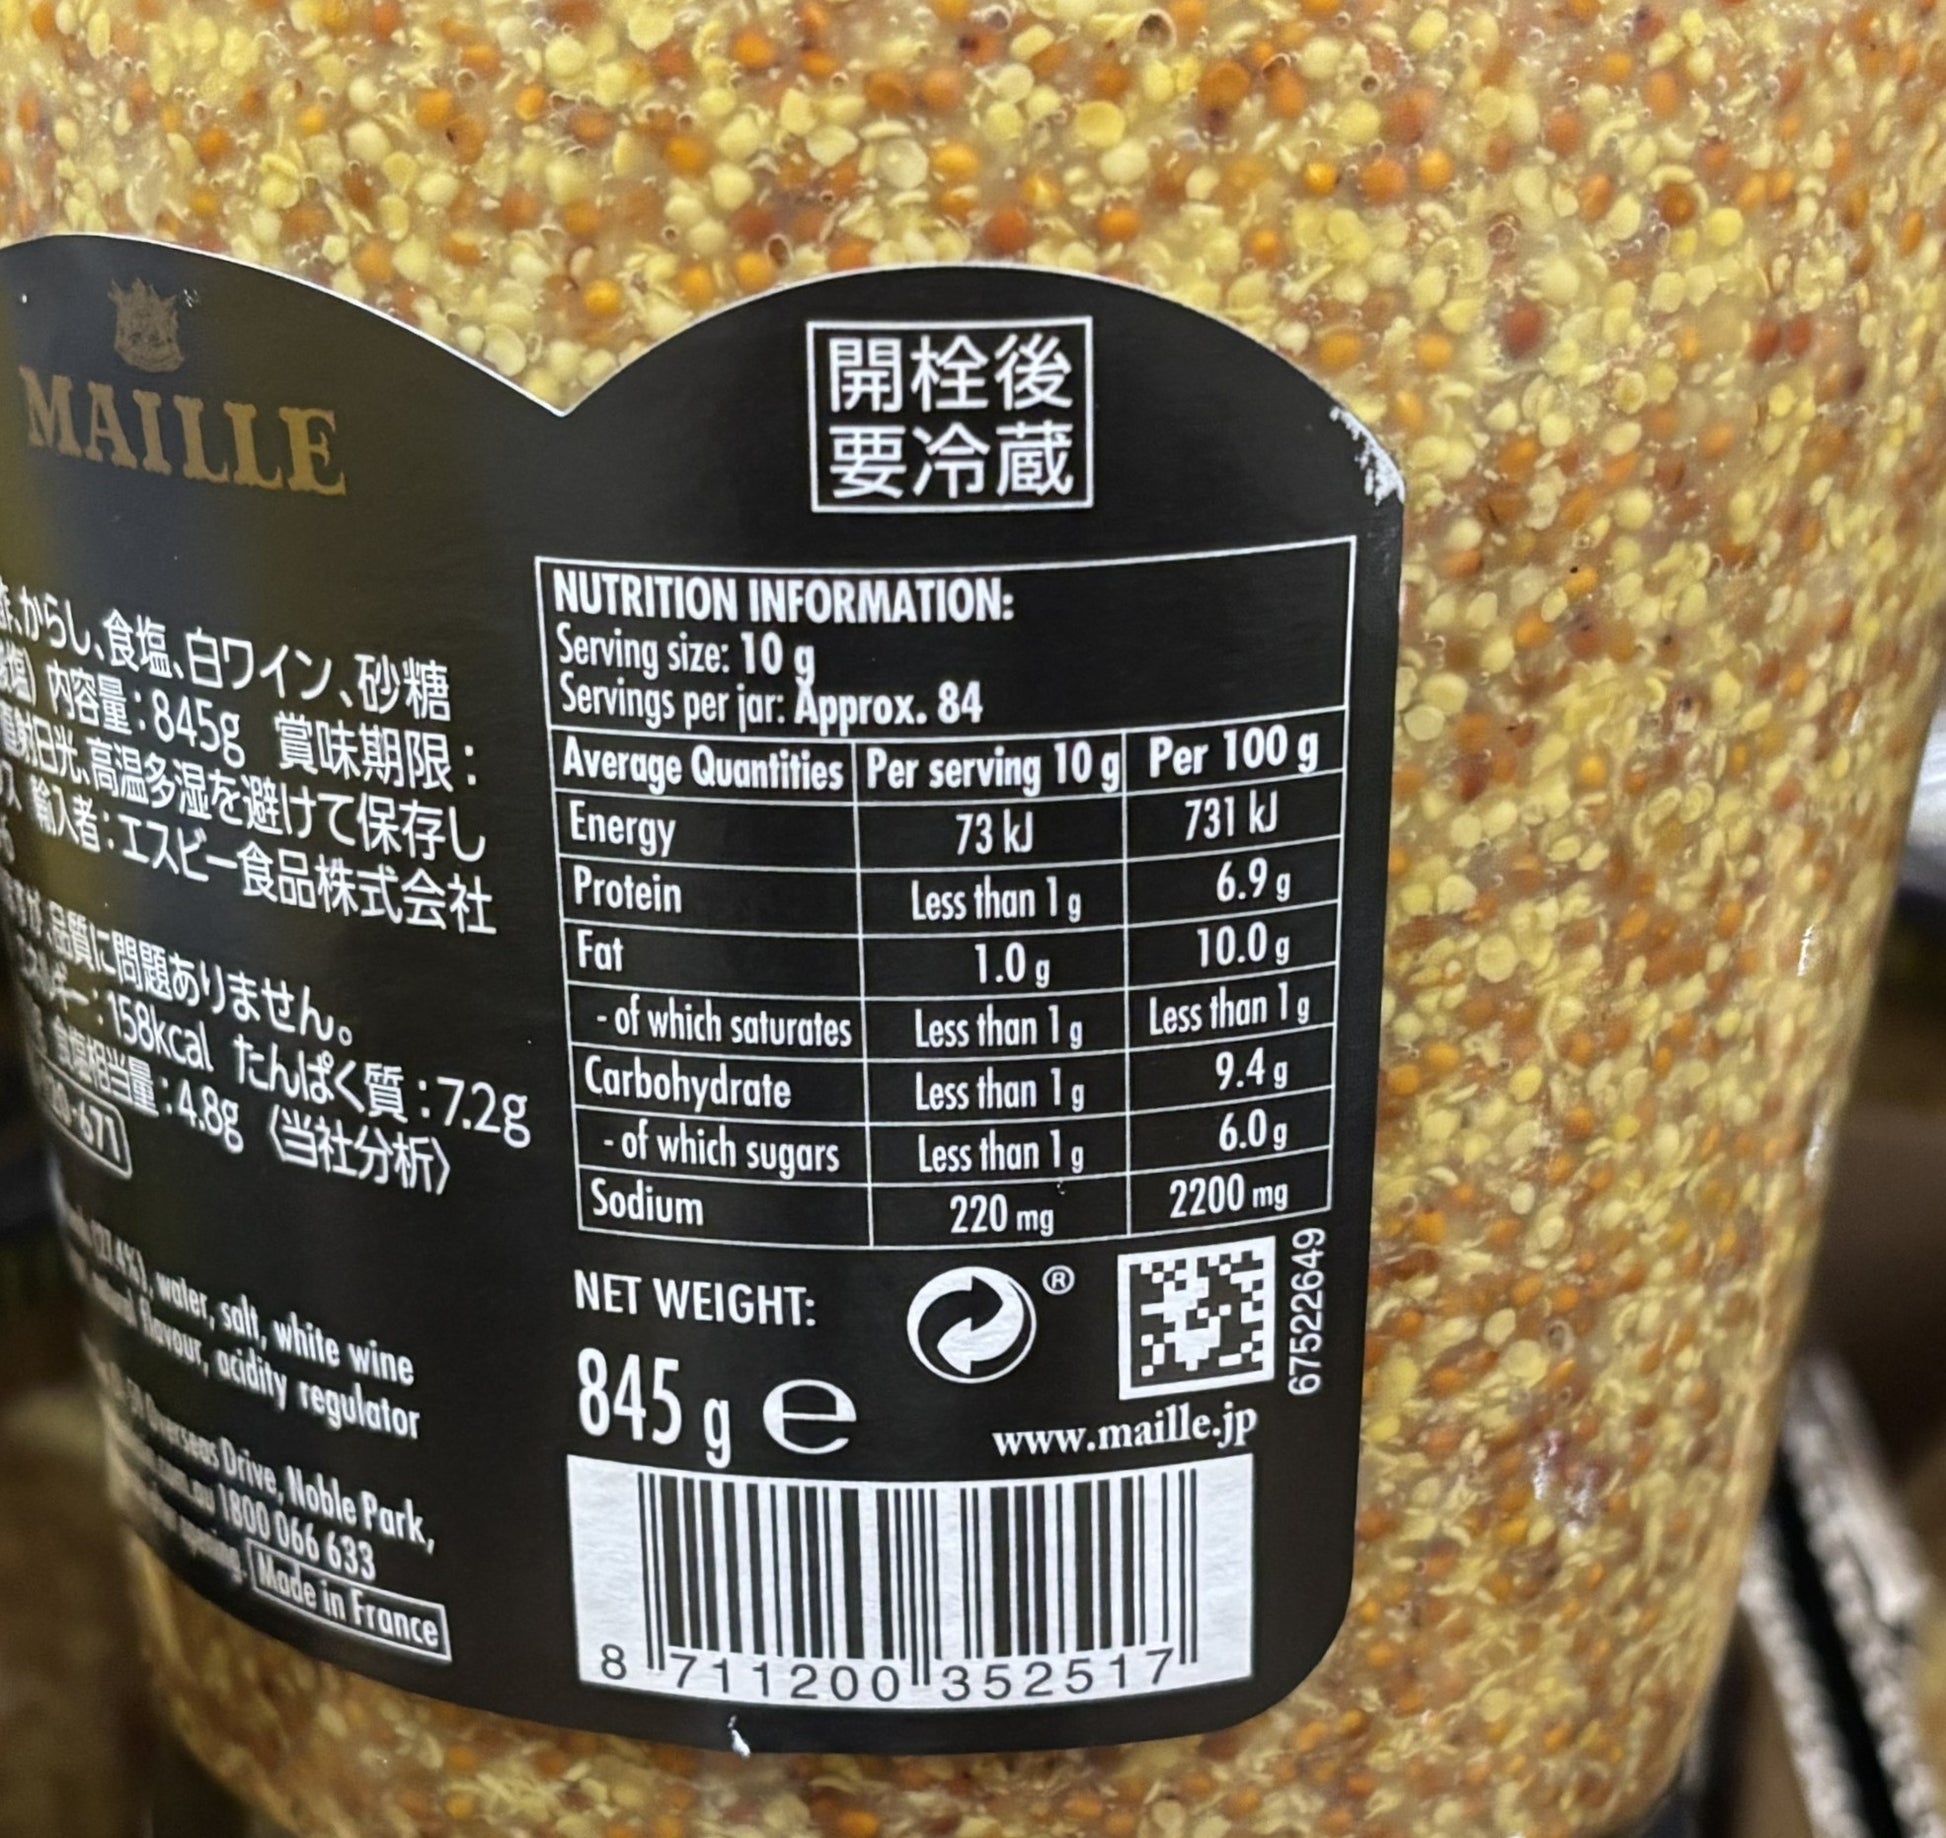 MAILLE
からし、食塩、白ワイン、砂糖
内容量:845g 賞味期限:
直射日光、高温多湿を避けて保存し
輸入者:エスビー食品株式会社
品質に問題ありません。
158kcal たんぱく質:7.2g
食塩相当量:4.8g〈当社分析〉
671
water, salt, white wine
flavour, acidity regulator
Overseas Drive, Noble Park,
1800 066 633
Made in France
開栓後
要冷蔵
NUTRITION INFORMATION:
Serving size: 10 g
Servings per jar: Approx. 84
Average Quantities Per serving 10 g Per 100 g
Energy 73 kJ 731 kJ
Protein Less than 1 g 6.9 g
Fat 1.0 g 10.0 g
- of which saturates Less than 1 g Less than 1 g
Carbohydrate Less than 1 g 9.4 g
- of which sugars Less than 1 g 6.0 g
Sodium 220 mg 2200 mg
NET WEIGHT:
845 g ℮
®
67522649
www.maille.jp
8 711200 352517